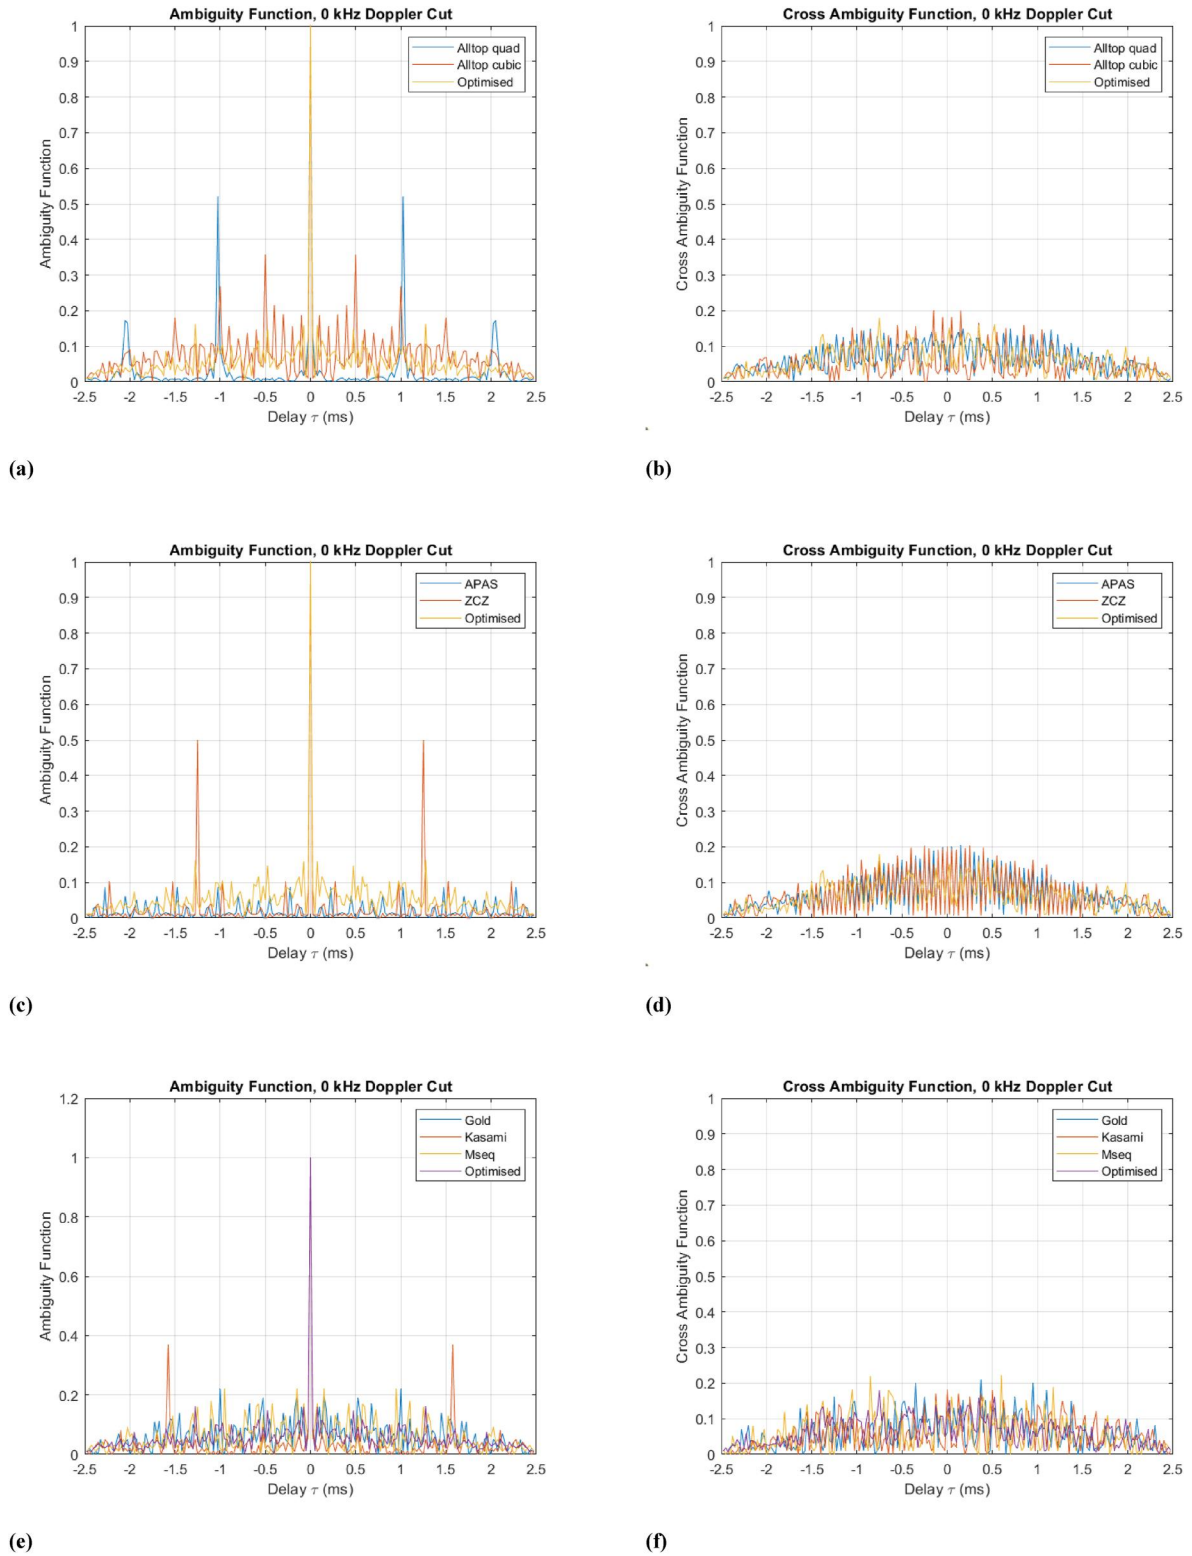 Ambiguity Function, 0 kHz Doppler Cut
Ambiguity Function
1
0.9
0.8
0.7
0.6
0.5
0.4
0.3
0.2
0.1
0
-2.5 -2 -1.5 -1 -0.5 0 0.5 1 1.5 2 2.5
Delay τ (ms)
Alltop quad
Alltop cubic
Optimised
(a)
Cross Ambiguity Function, 0 kHz Doppler Cut
Cross Ambiguity Function
1
0.9
0.8
0.7
0.6
0.5
0.4
0.3
0.2
0.1
0
-2.5 -2 -1.5 -1 -0.5 0 0.5 1 1.5 2 2.5
Delay τ (ms)
Alltop quad
Alltop cubic
Optimised
(b)
Ambiguity Function, 0 kHz Doppler Cut
Ambiguity Function
1
0.9
0.8
0.7
0.6
0.5
0.4
0.3
0.2
0.1
0
-2.5 -2 -1.5 -1 -0.5 0 0.5 1 1.5 2 2.5
Delay τ (ms)
APAS
ZCZ
Optimised
(c)
Cross Ambiguity Function, 0 kHz Doppler Cut
Cross Ambiguity Function
1
0.9
0.8
0.7
0.6
0.5
0.4
0.3
0.2
0.1
0
-2.5 -2 -1.5 -1 -0.5 0 0.5 1 1.5 2 2.5
Delay τ (ms)
APAS
ZCZ
Optimised
(d)
Ambiguity Function, 0 kHz Doppler Cut
Ambiguity Function
1.2
1
0.8
0.6
0.4
0.2
0
-2.5 -2 -1.5 -1 -0.5 0 0.5 1 1.5 2 2.5
Delay τ (ms)
Gold
Kasami
Mseq
Optimised
(e)
Cross Ambiguity Function, 0 kHz Doppler Cut
Cross Ambiguity Function
1
0.9
0.8
0.7
0.6
0.5
0.4
0.3
0.2
0.1
0
-2.5 -2 -1.5 -1 -0.5 0 0.5 1 1.5 2 2.5
Delay τ (ms)
Gold
Kasami
Mseq
Optimised
(f)